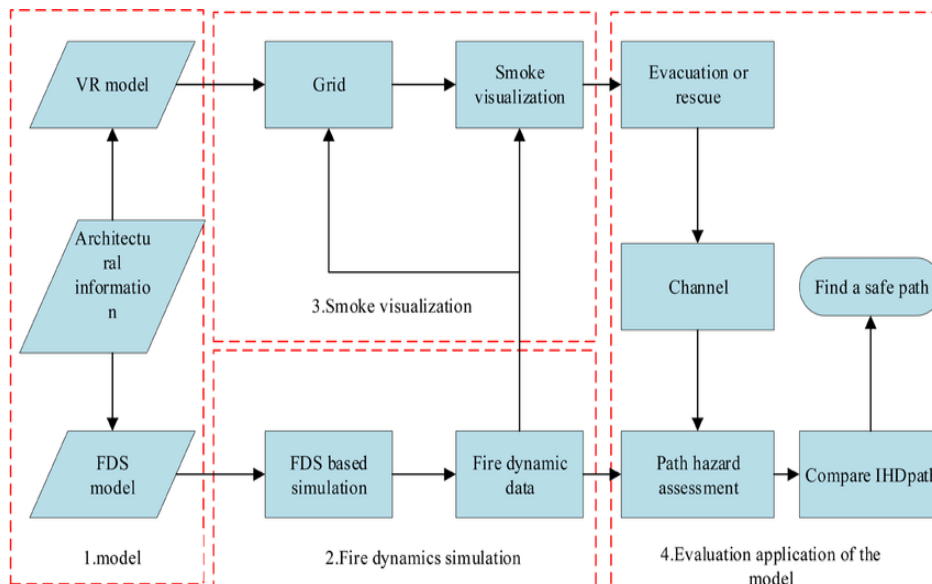 VR model
Grid
Smoke
visualization
Evacuation or
rescue
Architectu
ral
informatio
n
3.Smoke visualization
Channel
Find a safe path
FDS
model
FDS based
simulation
Fire dynamic
data
Path hazard
assessment
Compare IHDpath
1.model
2.Fire dynamics simulation
4.Evaluation application of the
model